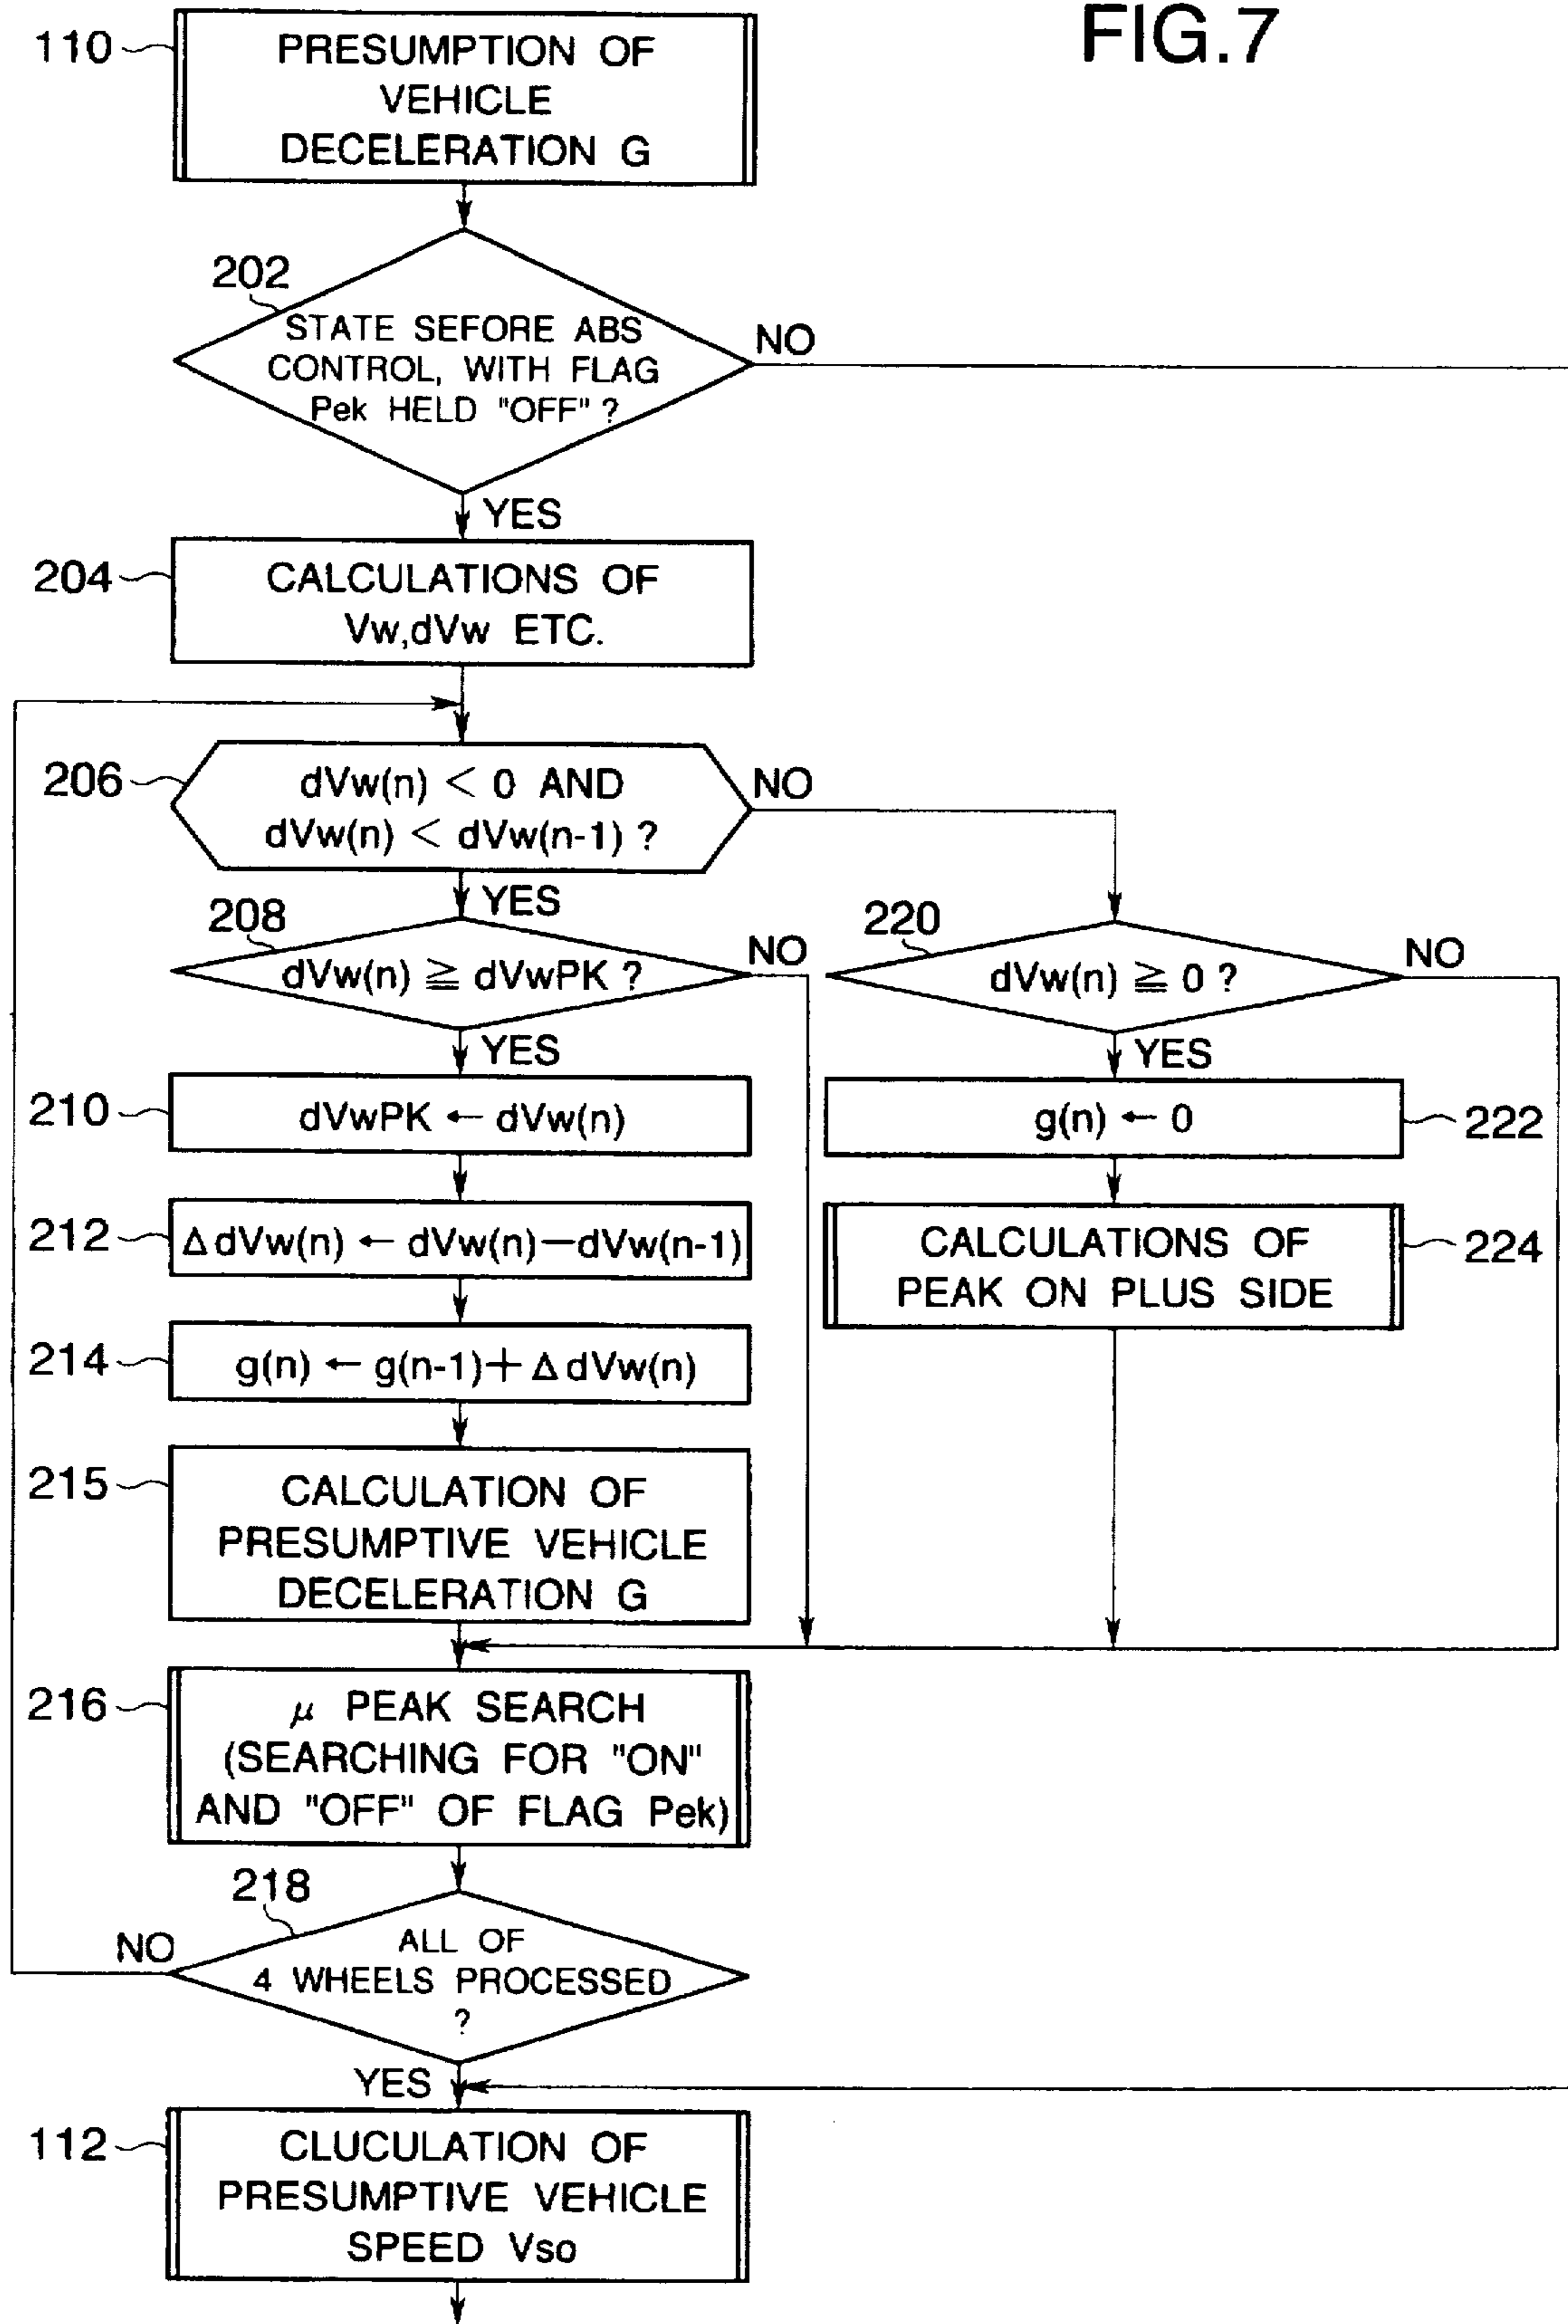 FIG.7
110
PRESUMPTION OF
VEHICLE
DECELERATION G
202
STATE SEFORE ABS
CONTROL, WITH FLAG
Pek HELD "OFF" ?
NO
YES
204
CALCULATIONS OF
Vw,dVw ETC.
206
dVw(n) < 0 AND
dVw(n) < dVw(n-1) ?
NO
YES
208
dVw(n) ≧ dVwPK ?
NO
YES
220
dVw(n) ≧ 0 ?
NO
YES
210
dVwPK ← dVw(n)
g(n) ← 0
222
212
Δ dVw(n) ← dVw(n)−dVw(n-1)
CALCULATIONS OF
PEAK ON PLUS SIDE
224
214
g(n) ← g(n-1)+ Δ dVw(n)
215
CALCULATION OF
PRESUMPTIVE VEHICLE
DECELERATION G
216
μ PEAK SEARCH
(SEARCHING FOR "ON"
AND "OFF" OF FLAG Pek)
218
ALL OF
4 WHEELS PROCESSED
?
NO
YES
112
CLUCULATION OF
PRESUMPTIVE VEHICLE
SPEED Vso